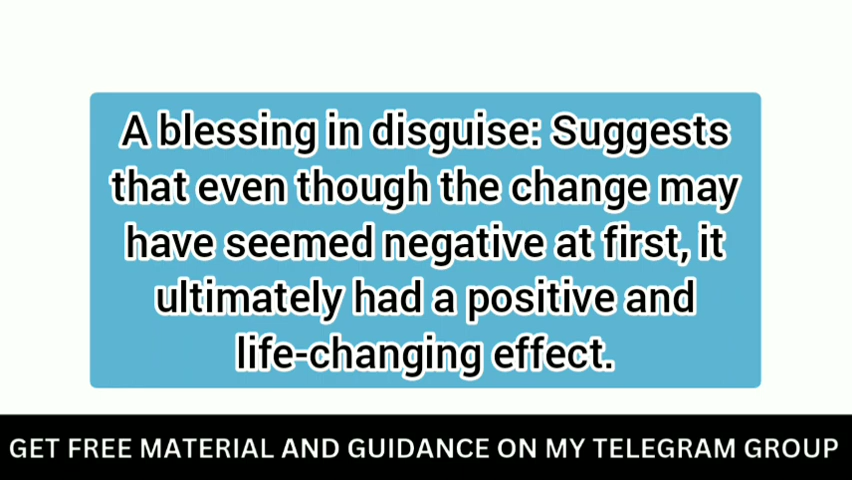 A blessing in disguise: Suggests
that even though the change may
have seemed negative at first, it
ultimately had a positive and
life-changing effect.
GET FREE MATERIAL AND GUIDANCE ON MY TELEGRAM GROUP